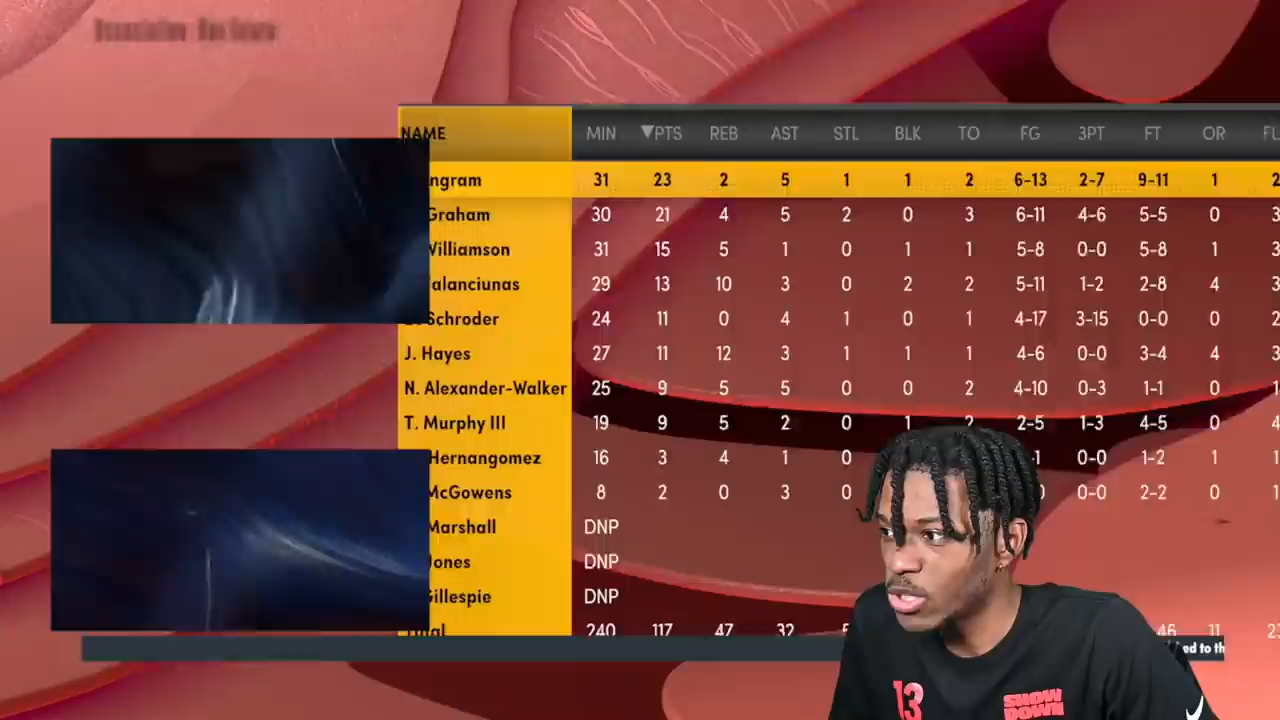 NAME MIN ▼PTS REB AST STL BLK TO FG 3PT FT OR
ngram 31 23 2 5 1 1 2 6-13 2-7 9-11 1 2
Graham 30 21 4 5 2 0 3 6-11 4-6 5-5 0 3
Williamson 31 15 5 1 0 1 1 5-8 0-0 5-8 1 3
alanciunas 29 13 10 3 0 2 2 5-11 1-2 2-8 4 3
Schroder 24 11 0 4 1 0 1 4-17 3-15 0-0 0 2
J. Hayes 27 11 12 3 1 1 1 4-6 0-0 3-4 4 3
N. Alexander-Walker 25 9 5 5 0 0 2 4-10 0-3 1-1 0 1
T. Murphy III 19 9 5 2 0 1 2 2-5 1-3 4-5 0 4
Hernangomez 16 3 4 1 0 -1 0-0 1-2 1 1
McGowens 8 2 0 3 0 0 0-0 2-2 0 1
Marshall DNP
Jones DNP
Gillespie DNP
Total 240 117 47 32 46 11
ed to th
13 SHOW
DOWN